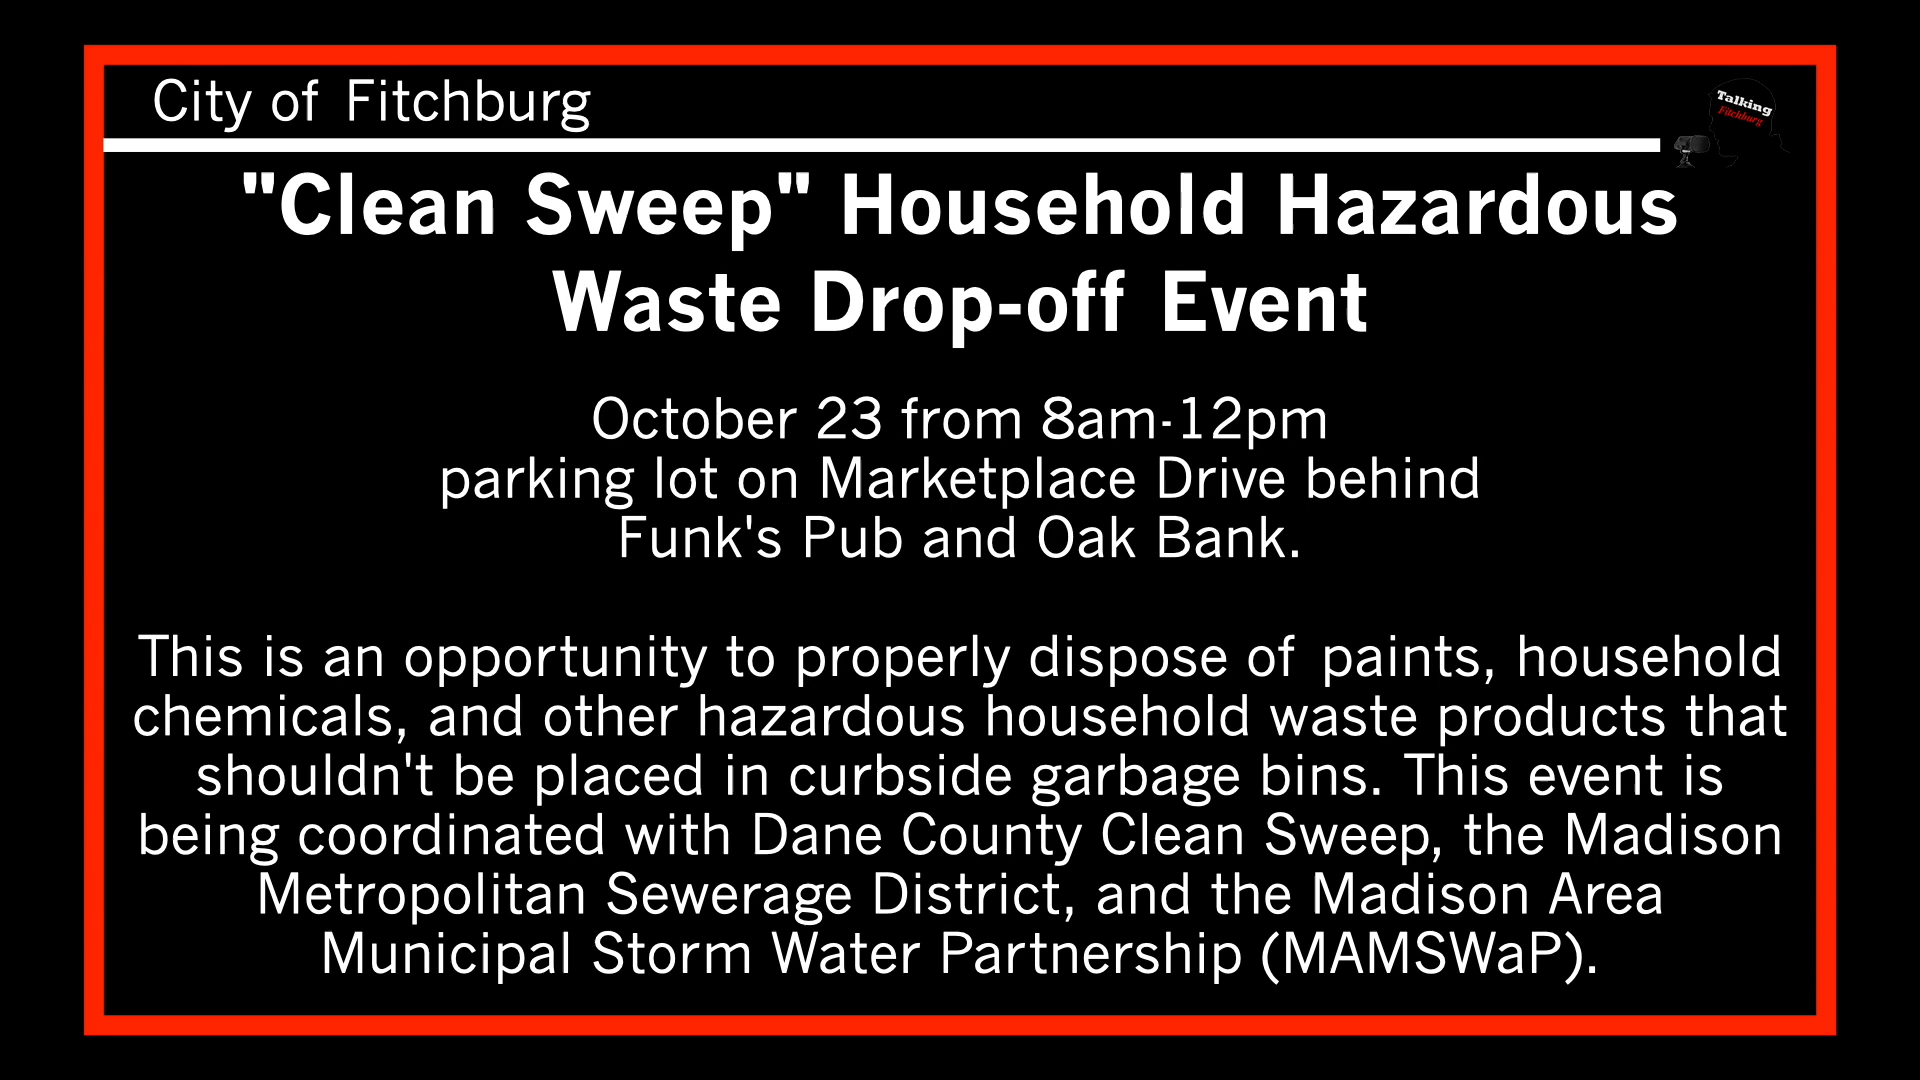 City of Fitchburg
Talking
Fitchburg
"Clean Sweep" Household Hazardous
Waste Drop-off Event
October 23 from 8am-12pm
parking lot on Marketplace Drive behind
Funk's Pub and Oak Bank.
This is an opportunity to properly dispose of paints, household
chemicals, and other hazardous household waste products that
shouldn't be placed in curbside garbage bins. This event is
being coordinated with Dane County Clean Sweep, the Madison
Metropolitan Sewerage District, and the Madison Area
Municipal Storm Water Partnership (MAMSWaP).